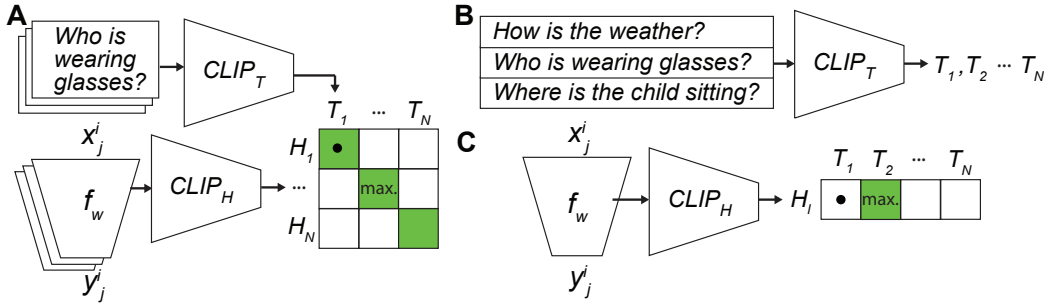 A
Who is
wearing
glasses?
CLIP_T
T_1 ... T_N
x^i_j
H_1
...
H_N
max.
f_w
CLIP_H
y^i_j
B
How is the weather?
Who is wearing glasses?
Where is the child sitting?
CLIP_T
T_1, T_2 ... T_N
C
x^i_j
f_w
CLIP_H
y^i_j
T_1 T_2 ... T_N
H_I
max.